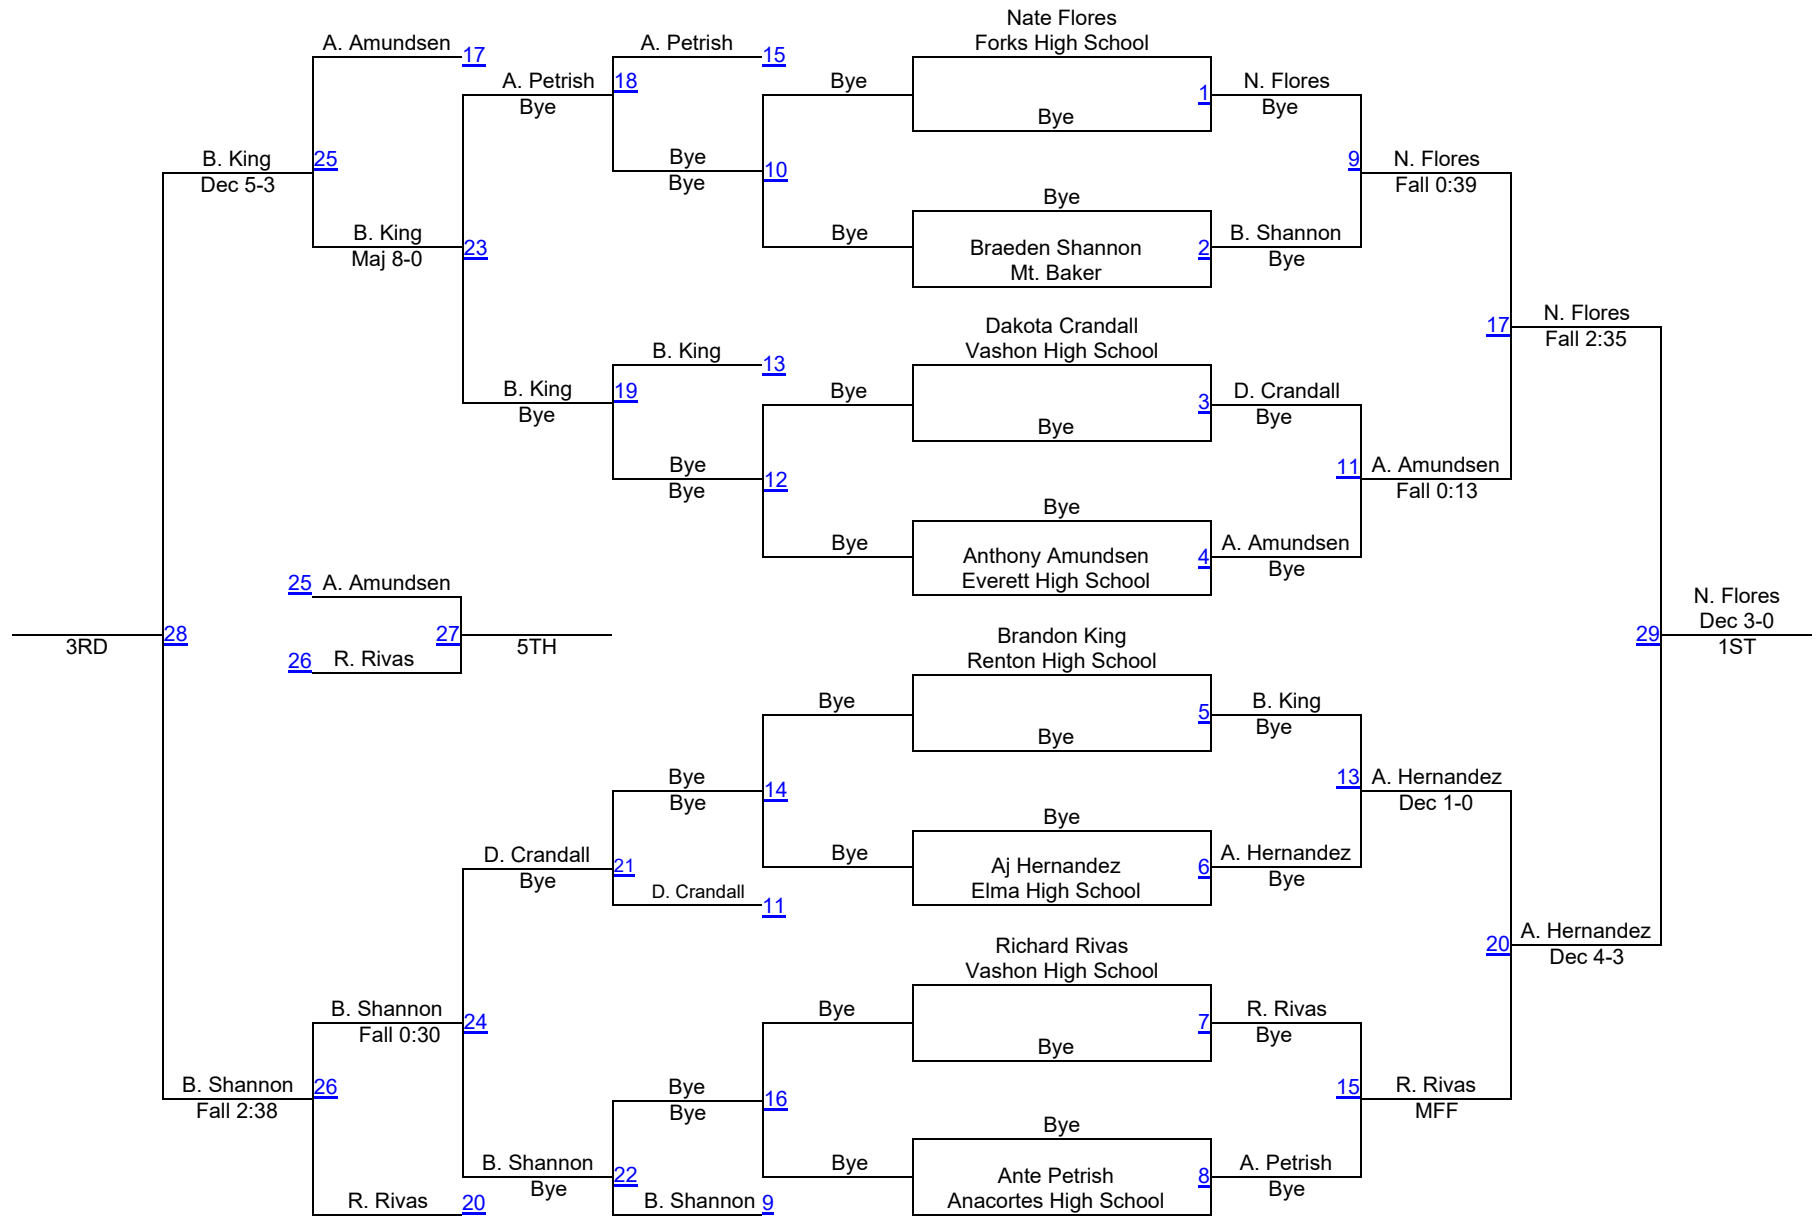 Nate Flores
Forks High School
A. Amundsen
17
A. Petrish
15
A. Petrish
Bye
18
Bye
1
N. Flores
Bye
Bye
B. King
Dec 5-3
25
Bye
Bye
10
9
N. Flores
Fall 0:39
Bye
B. King
Maj 8-0
23
Bye
Braeden Shannon
Mt. Baker
2
B. Shannon
Bye
Dakota Crandall
Vashon High School
17
N. Flores
Fall 2:35
B. King
13
B. King
Bye
19
Bye
3
D. Crandall
Bye
Bye
Bye
Bye
12
11
A. Amundsen
Fall 0:13
Bye
Bye
Anthony Amundsen
Everett High School
4
A. Amundsen
Bye
25
A. Amundsen
3RD
28
27
5TH
26
R. Rivas
Brandon King
Renton High School
29
N. Flores
Dec 3-0
1ST
Bye
5
B. King
Bye
Bye
Bye
Bye
14
13
A. Hernandez
Dec 1-0
Bye
D. Crandall
Bye
21
Bye
Aj Hernandez
Elma High School
6
A. Hernandez
Bye
D. Crandall
11
Richard Rivas
Vashon High School
20
A. Hernandez
Dec 4-3
B. Shannon
Fall 0:30
24
Bye
7
R. Rivas
Bye
Bye
B. Shannon
Fall 2:38
26
Bye
Bye
16
15
R. Rivas
MFF
Bye
B. Shannon
Bye
22
Bye
Ante Petrish
Anacortes High School
8
A. Petrish
Bye
R. Rivas
20
B. Shannon
9